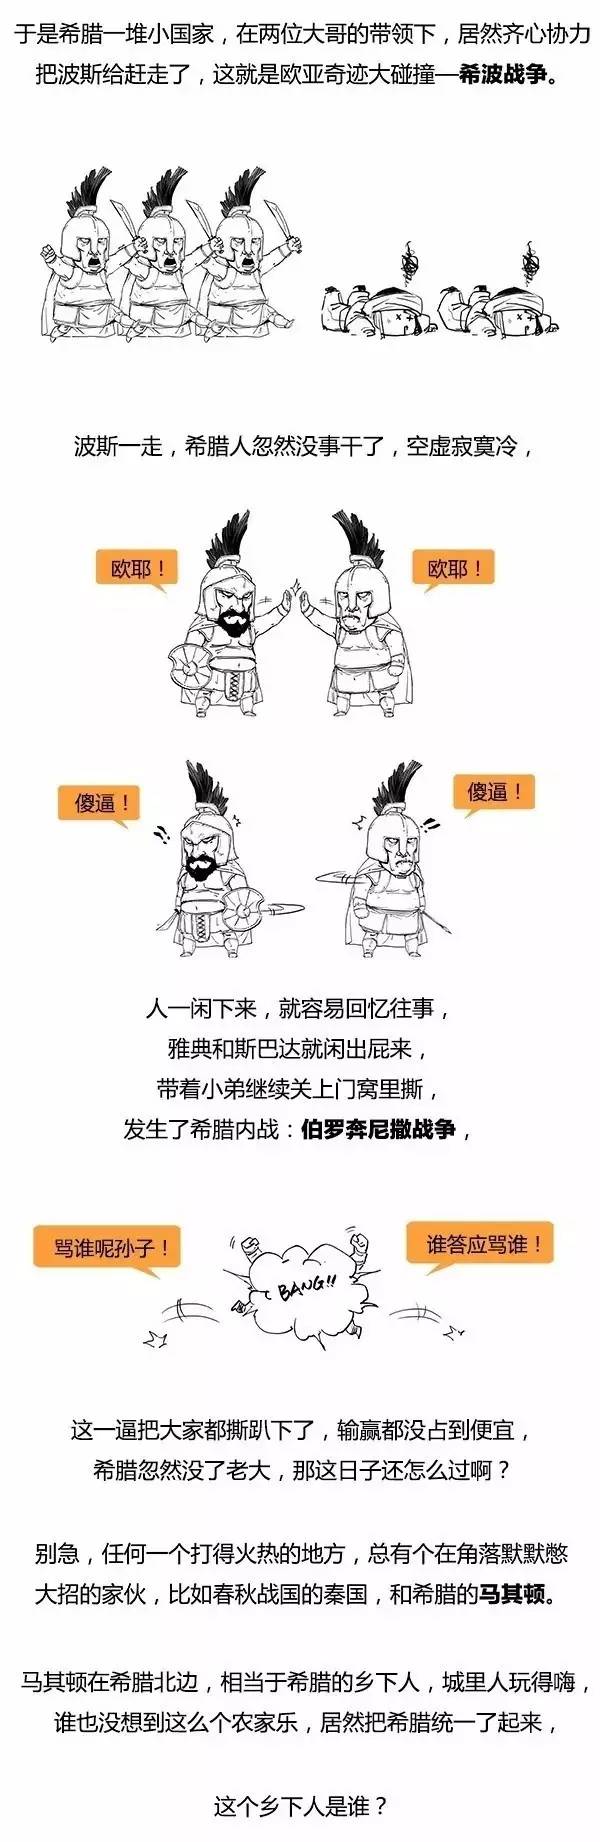 于是希腊一堆小国家，在两位大哥的带领下，居然齐心协力
把波斯给赶走了，这就是欧亚奇迹大碰撞—希波战争。
波斯一走，希腊人忽然没事干了，空虚寂寞冷，
欧耶！
欧耶！
傻逼！
傻逼！
人一闲下来，就容易回忆往事，
雅典和斯巴达就闲出屁来，
带着小弟继续关上门窝里撕，
发生了希腊内战：伯罗奔尼撒战争，
骂谁呢孙子！
谁答应骂谁！
BANG!!
这一逼把大家都撕趴下了，输赢都没占到便宜，
希腊忽然没了老大，那这日子还怎么过啊？
别急，任何一个打得火热的地方，总有个在角落默默憋
大招的家伙，比如春秋战国的秦国，和希腊的马其顿。
马其顿在希腊北边，相当于希腊的乡下人，城里人玩得嗨，
谁也没想到这么个农家乐，居然把希腊统一了起来，
这个乡下人是谁？